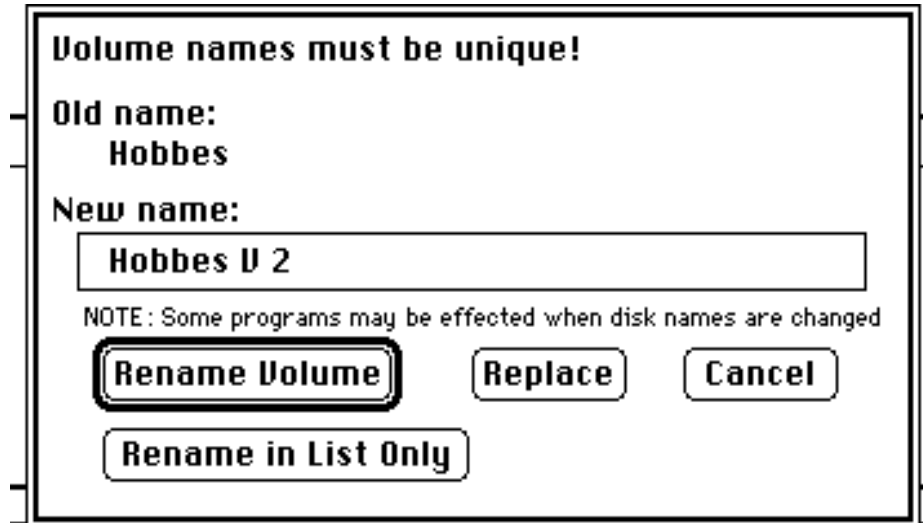 Volume names must be unique!
Old name:
Hobbes
New name:
Hobbes V 2
NOTE: Some programs may be effected when disk names are changed
Rename Volume Replace Cancel
Rename in List Only